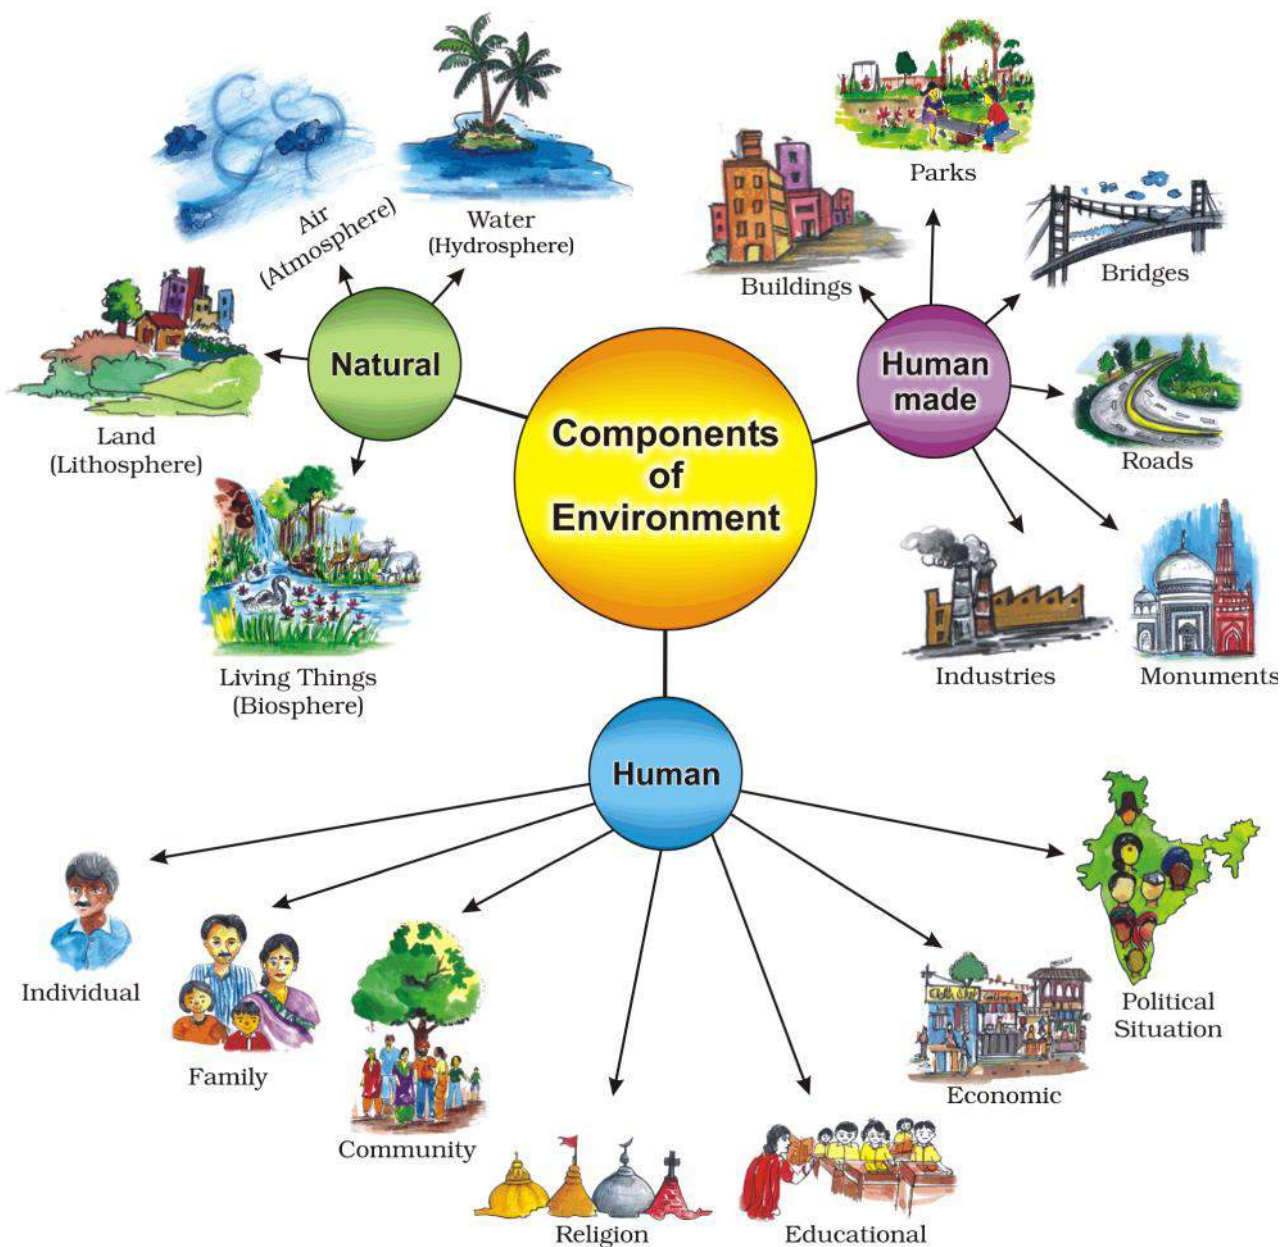 Components
of
Environment
Natural
Air
(Atmosphere)
Water
(Hydrosphere)
Land
(Lithosphere)
Living Things
(Biosphere)
Human
made
Buildings
Parks
Bridges
Roads
Monuments
Industries
Human
Individual
Family
Community
Religion
Educational
Economic
Political
Situation